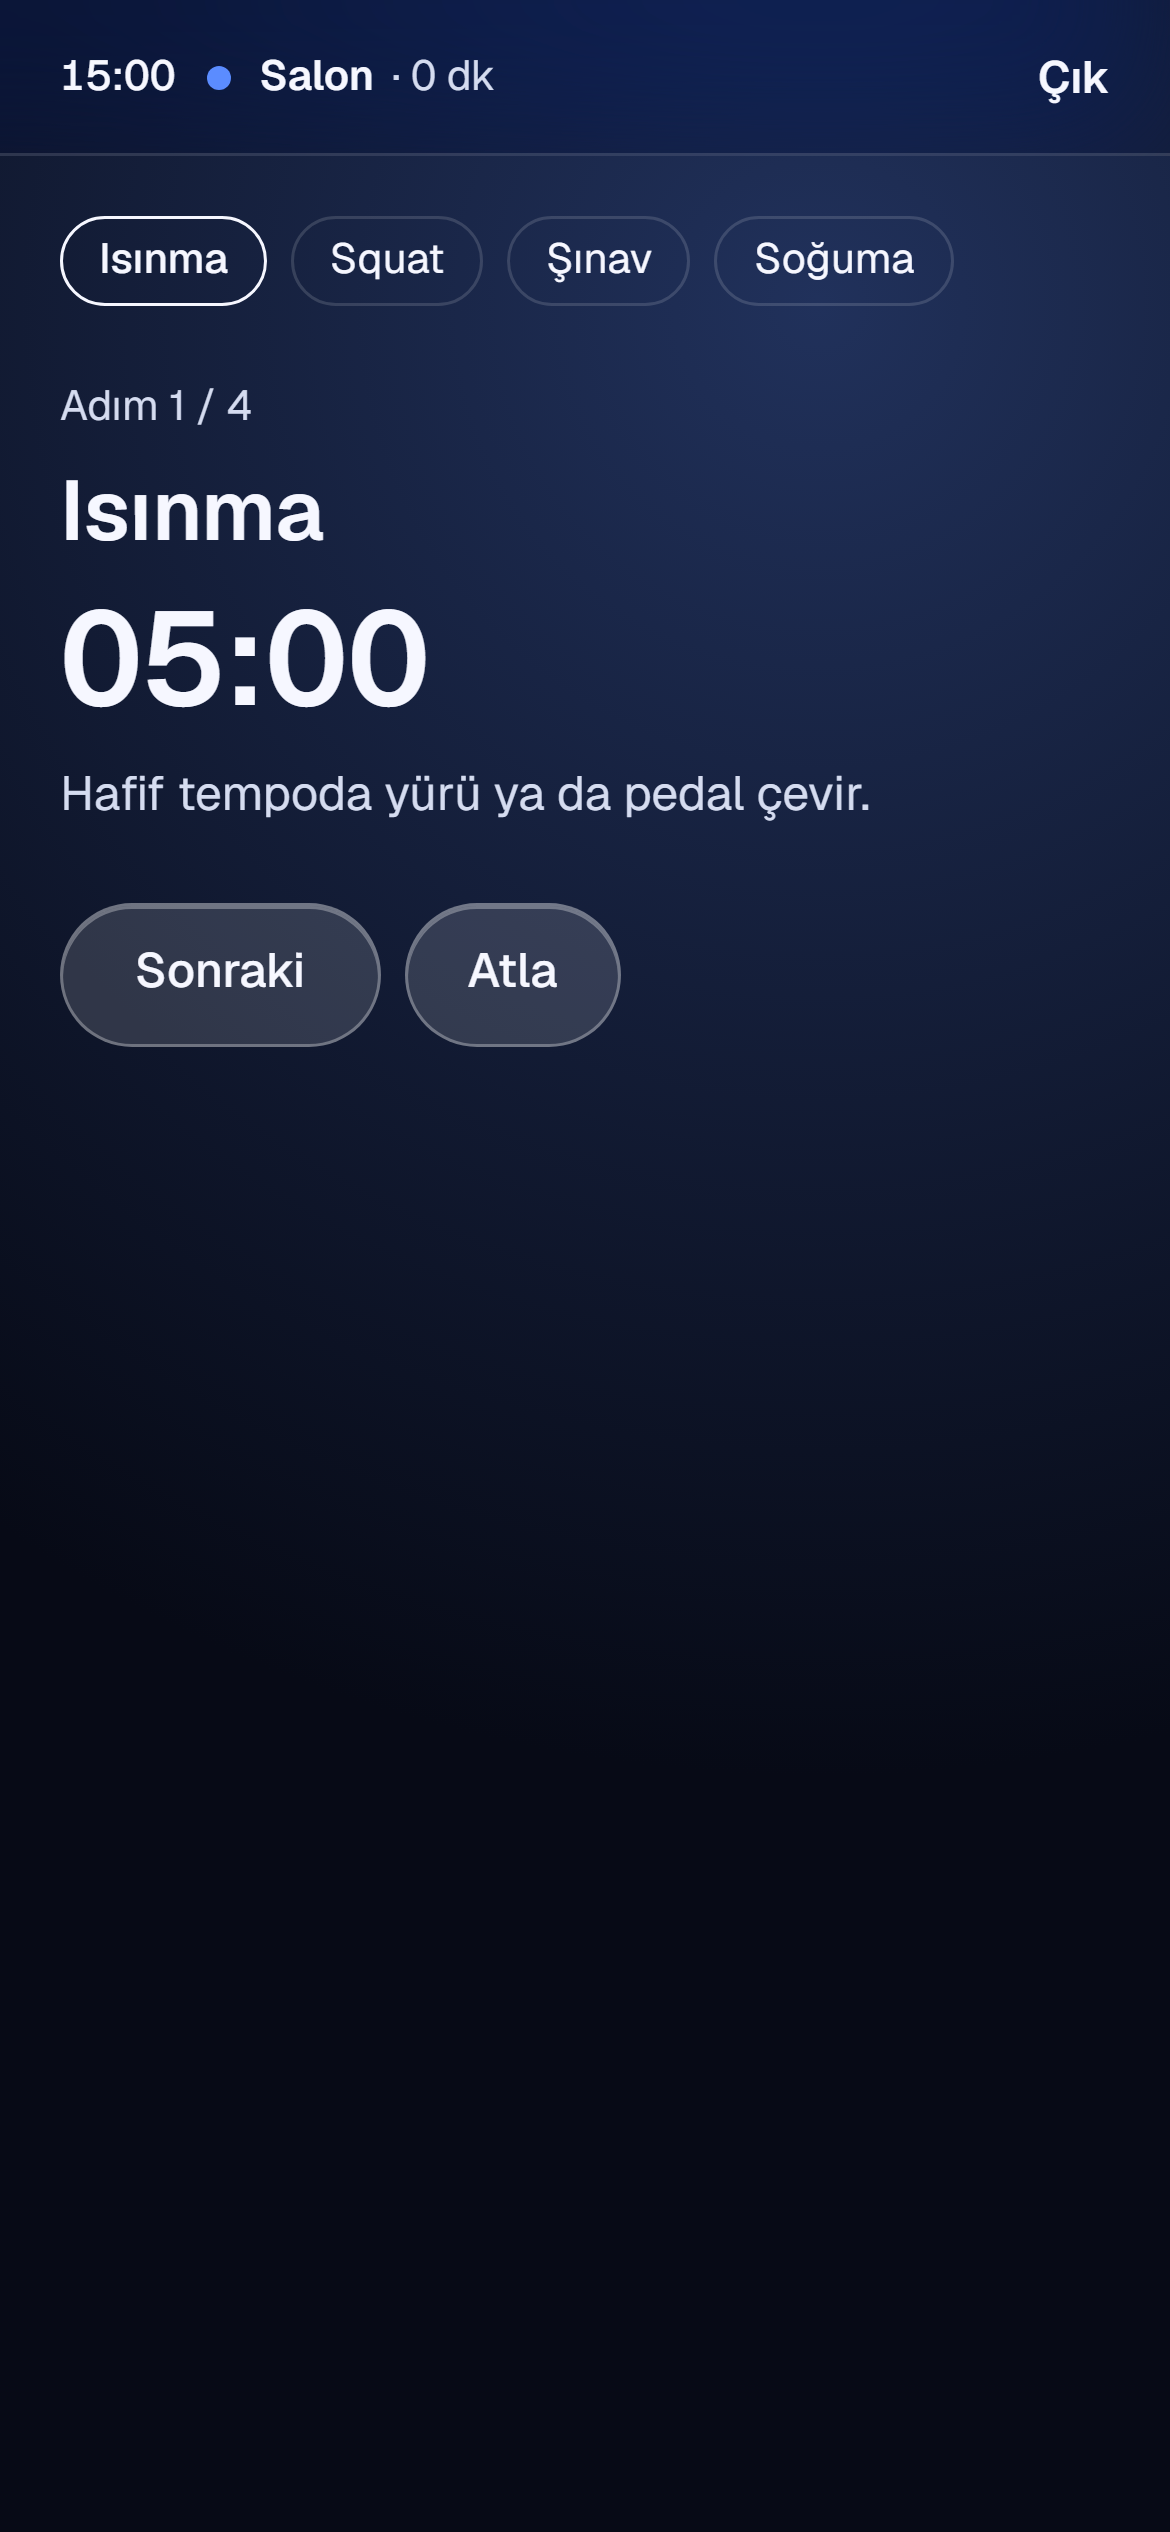 15:00 Salon · 0 dk Çık
Isınma Squat Şınav Soğuma
Adım 1 / 4
Isınma
05:00
Hafif tempoda yürü ya da pedal çevir.
Sonraki Atla